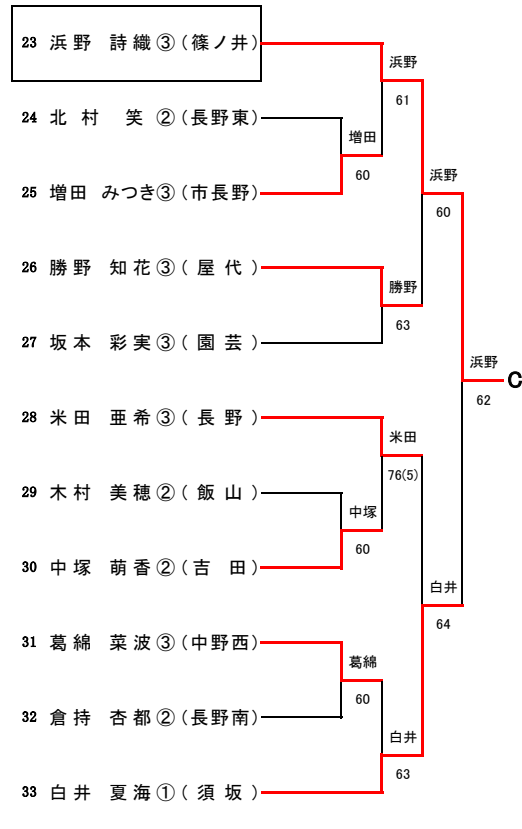 23 浜野 詩織③(篠ノ井)
浜野
61
24 北村 笑②(長野東)
増田
60
25 増田 みつき③(市長野)
浜野
60
26 勝野 知花③(屋代)
勝野
63
27 坂本 彩実③(園芸)
浜野
C
62
28 米田 亜希③(長野)
米田
76(5)
29 木村 美穂②(飯山)
中塚
60
30 中塚 萌香②(吉田)
白井
64
31 葛綿 菜波③(中野西)
葛綿
60
32 倉持 杏都②(長野南)
白井
63
33 白井 夏海①(須坂)